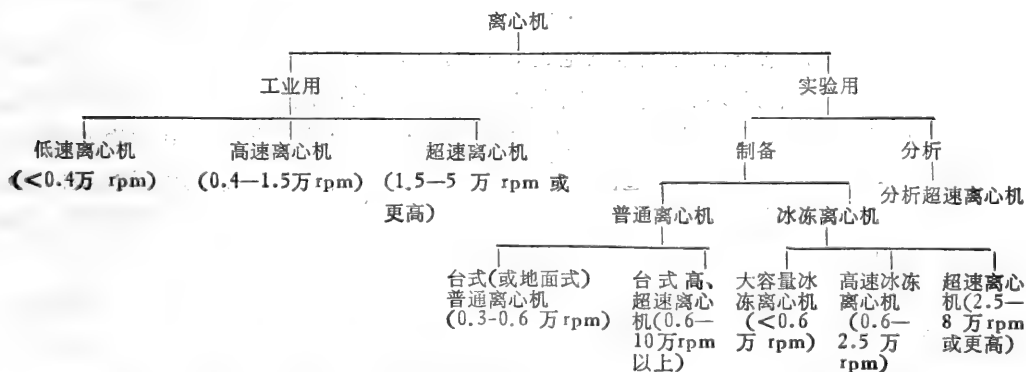 离心机
工业用
实验用
低速离心机
(<0.4万 rpm)
高速离心机
(0.4—1.5万rpm)
超速离心机
(1.5—5 万 rpm 或
更高)
制备
分析
分析超速离心机
普通离心机
冰冻离心机
台式(或地面式)
普通离心机
(0.3-0.6 万rpm)
台式高、
超速离心
机(0.6—
10万rpm
以上)
大容量冰
冻离心机
(<0.6
万 rpm)
高速冰冻
离心机
(0.6—
2.5 万
rpm)
超速离心
机(2.5—
8 万rpm
或更高)